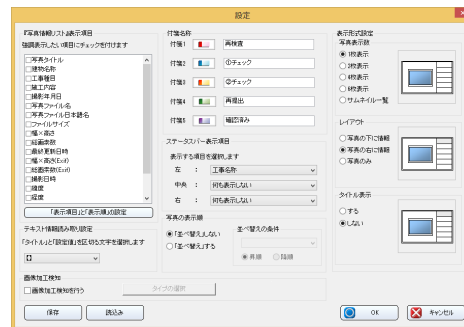 設定
『写真情報リスト』表示項目
強調表示したい項目にチェックを付けます
写真タイトル
建物名称
工事種目
施工内容
撮影年月日
写真ファイル名
写真ファイル日本語名
ファイルサイズ
幅×高さ
総画素数
最終更新日時
幅×高さ(Exif)
総画素数(Exif)
撮影日時
緯度
経度
「表示項目」と「表示順」の設定
テキスト情報読み取り設定
「タイトル」と「設定値」を区切る文字を選択します
【】
画像加工検知
画像加工検知を行う
タイプの選択
保存
読込み
付箋名称
付箋1 再検査
付箋2 ①チェック
付箋3 ②チェック
付箋4 再提出
付箋5 確認済み
ステータスバー表示項目
表示する項目を選択します
左 : 工事名称
中央 : 何も表示しない
右 : 何も表示しない
写真の表示順
「並べ替え」しない
「並べ替え」する
並べ替えの条件
昇順 降順
表示形式設定
写真表示数
1枚表示
2枚表示
4枚表示
6枚表示
サムネイル一覧
レイアウト
写真の下に情報
写真の右に情報
写真のみ
タイトル表示
する
しない
OK
キャンセル